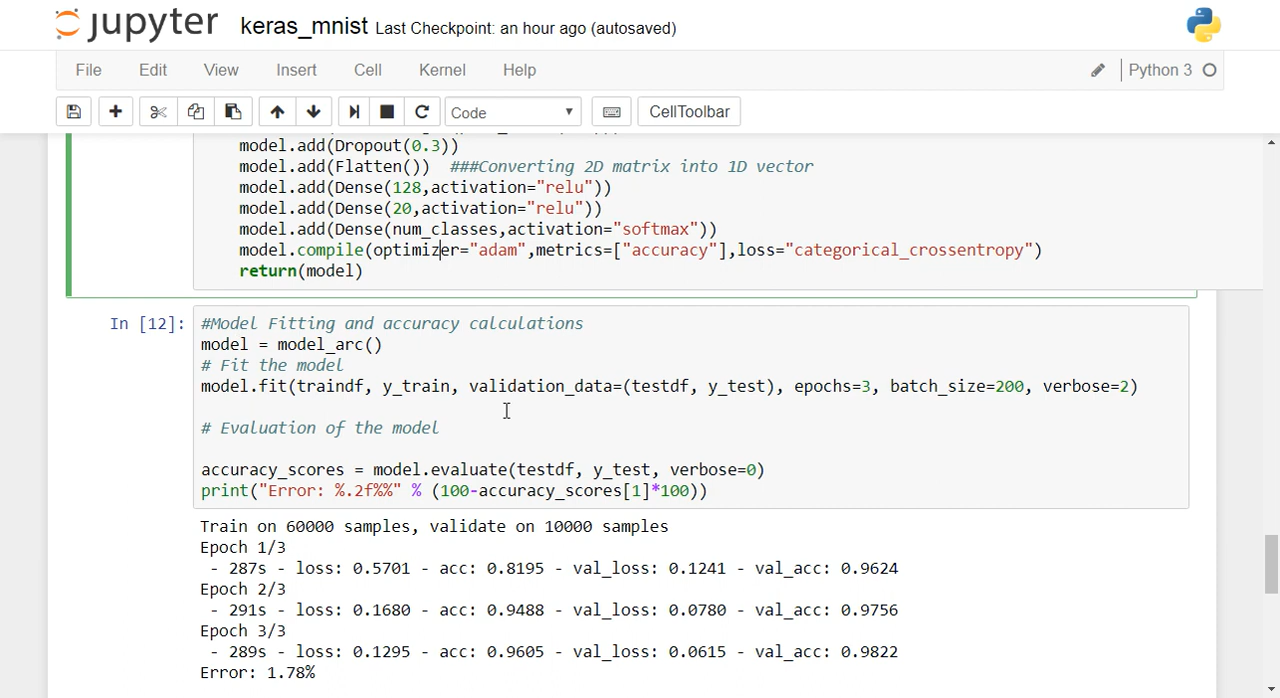 jupyter keras_mnist Last Checkpoint: an hour ago (autosaved)
File Edit View Insert Cell Kernel Help Python 3
Code CellToolbar
model.add(Dropout(0.3))
model.add(Flatten())  ###Converting 2D matrix into 1D vector
model.add(Dense(128,activation="relu"))
model.add(Dense(20,activation="relu"))
model.add(Dense(num_classes,activation="softmax"))
model.compile(optimizer="adam",metrics=["accuracy"],loss="categorical_crossentropy")
return(model)
In [12]: #Model Fitting and accuracy calculations
model = model_arc()
# Fit the model
model.fit(traindf, y_train, validation_data=(testdf, y_test), epochs=3, batch_size=200, verbose=2)
# Evaluation of the model
accuracy_scores = model.evaluate(testdf, y_test, verbose=0)
print("Error: %.2f%%" % (100-accuracy_scores[1]*100))
Train on 60000 samples, validate on 10000 samples
Epoch 1/3
 - 287s - loss: 0.5701 - acc: 0.8195 - val_loss: 0.1241 - val_acc: 0.9624
Epoch 2/3
 - 291s - loss: 0.1680 - acc: 0.9488 - val_loss: 0.0780 - val_acc: 0.9756
Epoch 3/3
 - 289s - loss: 0.1295 - acc: 0.9605 - val_loss: 0.0615 - val_acc: 0.9822
Error: 1.78%